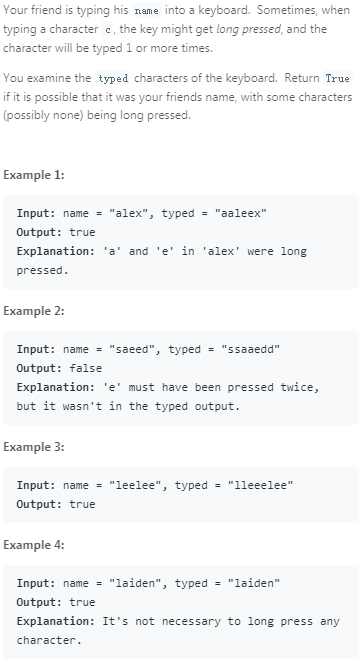 Your friend is typing his name into a keyboard. Sometimes, when
typing a character c, the key might get long pressed, and the
character will be typed 1 or more times.
You examine the typed characters of the keyboard. Return True
if it is possible that it was your friends name, with some characters
(possibly none) being long pressed.
Example 1:
Input: name = "alex", typed = "aaleex"
Output: true
Explanation: 'a' and 'e' in 'alex' were long
pressed.
Example 2:
Input: name = "saeed", typed = "ssaaedd"
Output: false
Explanation: 'e' must have been pressed twice,
but it wasn't in the typed output.
Example 3:
Input: name = "leelee", typed = "lleeelee"
Output: true
Example 4:
Input: name = "laiden", typed = "laiden"
Output: true
Explanation: It's not necessary to long press any
character.